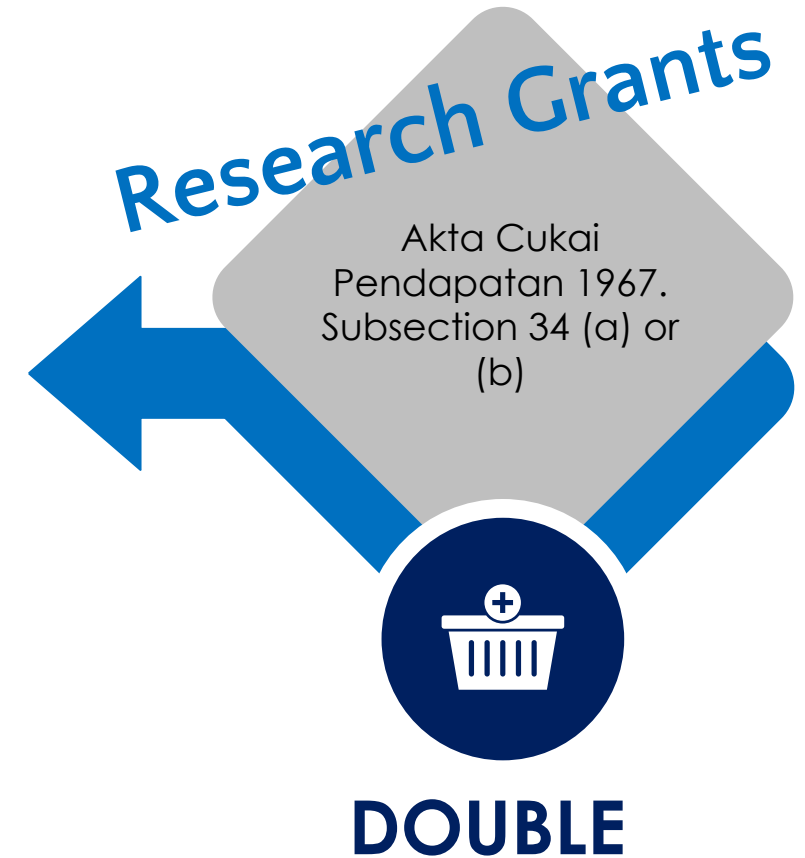 Research Grants
Akta Cukai
Pendapatan 1967.
Subsection 34 (a) or
(b)
DOUBLE